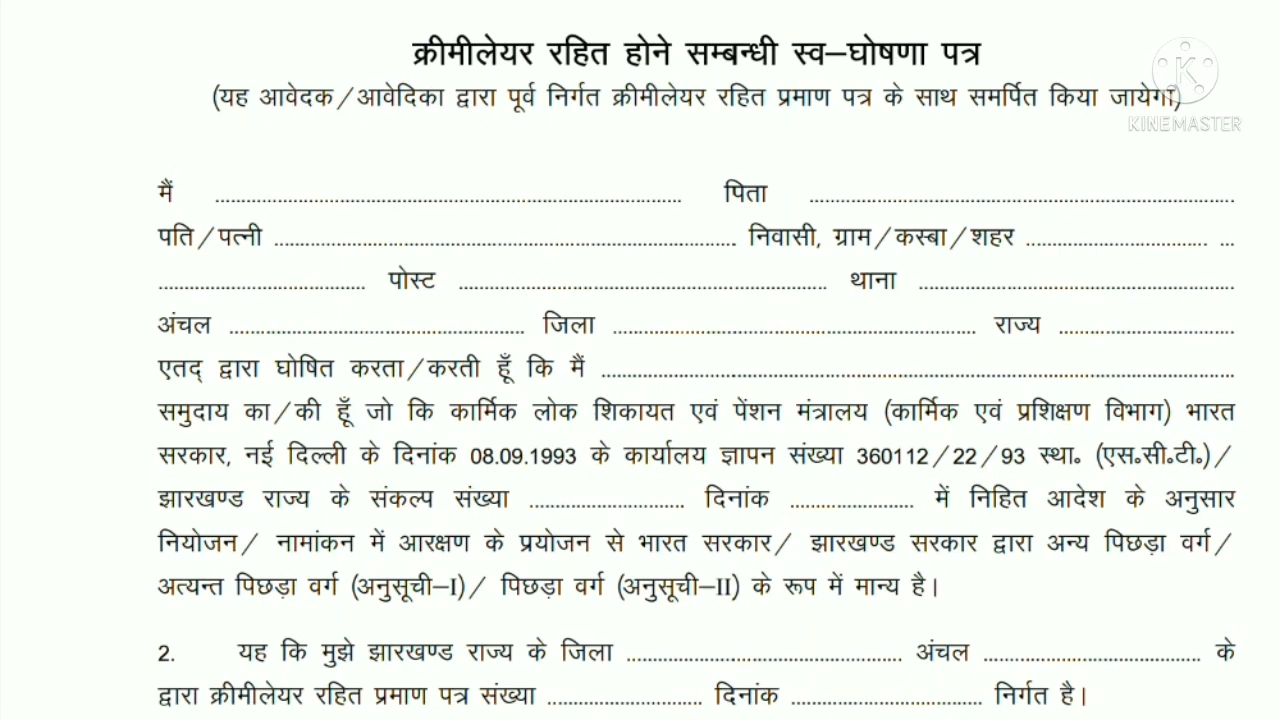 क्रीमीलेयर रहित होने सम्बन्धी स्व–घोषणा पत्र
(यह आवेदक/आवेदिका द्वारा पूर्व निर्गत क्रीमीलेयर रहित प्रमाण पत्र के साथ समर्पित किया जायेगा)
K
KINEMASTER
मैं ........................................ पिता ........................................
पति/पत्नी ........................................ निवासी, ग्राम/कस्बा/शहर ........................ ...
........................ पोस्ट ........................................ थाना ........................................
अंचल ........................................ जिला ........................................ राज्य ........................
एतद् द्वारा घोषित करता/करती हूँ कि मैं ........................................
समुदाय का/की हूँ जो कि कार्मिक लोक शिकायत एवं पेंशन मंत्रालय (कार्मिक एवं प्रशिक्षण विभाग) भारत
सरकार, नई दिल्ली के दिनांक 08.09.1993 के कार्यालय ज्ञापन संख्या 360112/22/93 स्था॰ (एस॰सी॰टी॰)/
झारखण्ड राज्य के संकल्प संख्या ........................ दिनांक .................... में निहित आदेश के अनुसार
नियोजन/ नामांकन में आरक्षण के प्रयोजन से भारत सरकार/ झारखण्ड सरकार द्वारा अन्य पिछड़ा वर्ग/
अत्यन्त पिछड़ा वर्ग (अनुसूची–I)/ पिछड़ा वर्ग (अनुसूची–II) के रूप में मान्य है।
2. यह कि मुझे झारखण्ड राज्य के जिला ........................................ अंचल .............................. के
द्वारा क्रीमीलेयर रहित प्रमाण पत्र संख्या ........................ दिनांक .............................. निर्गत है।